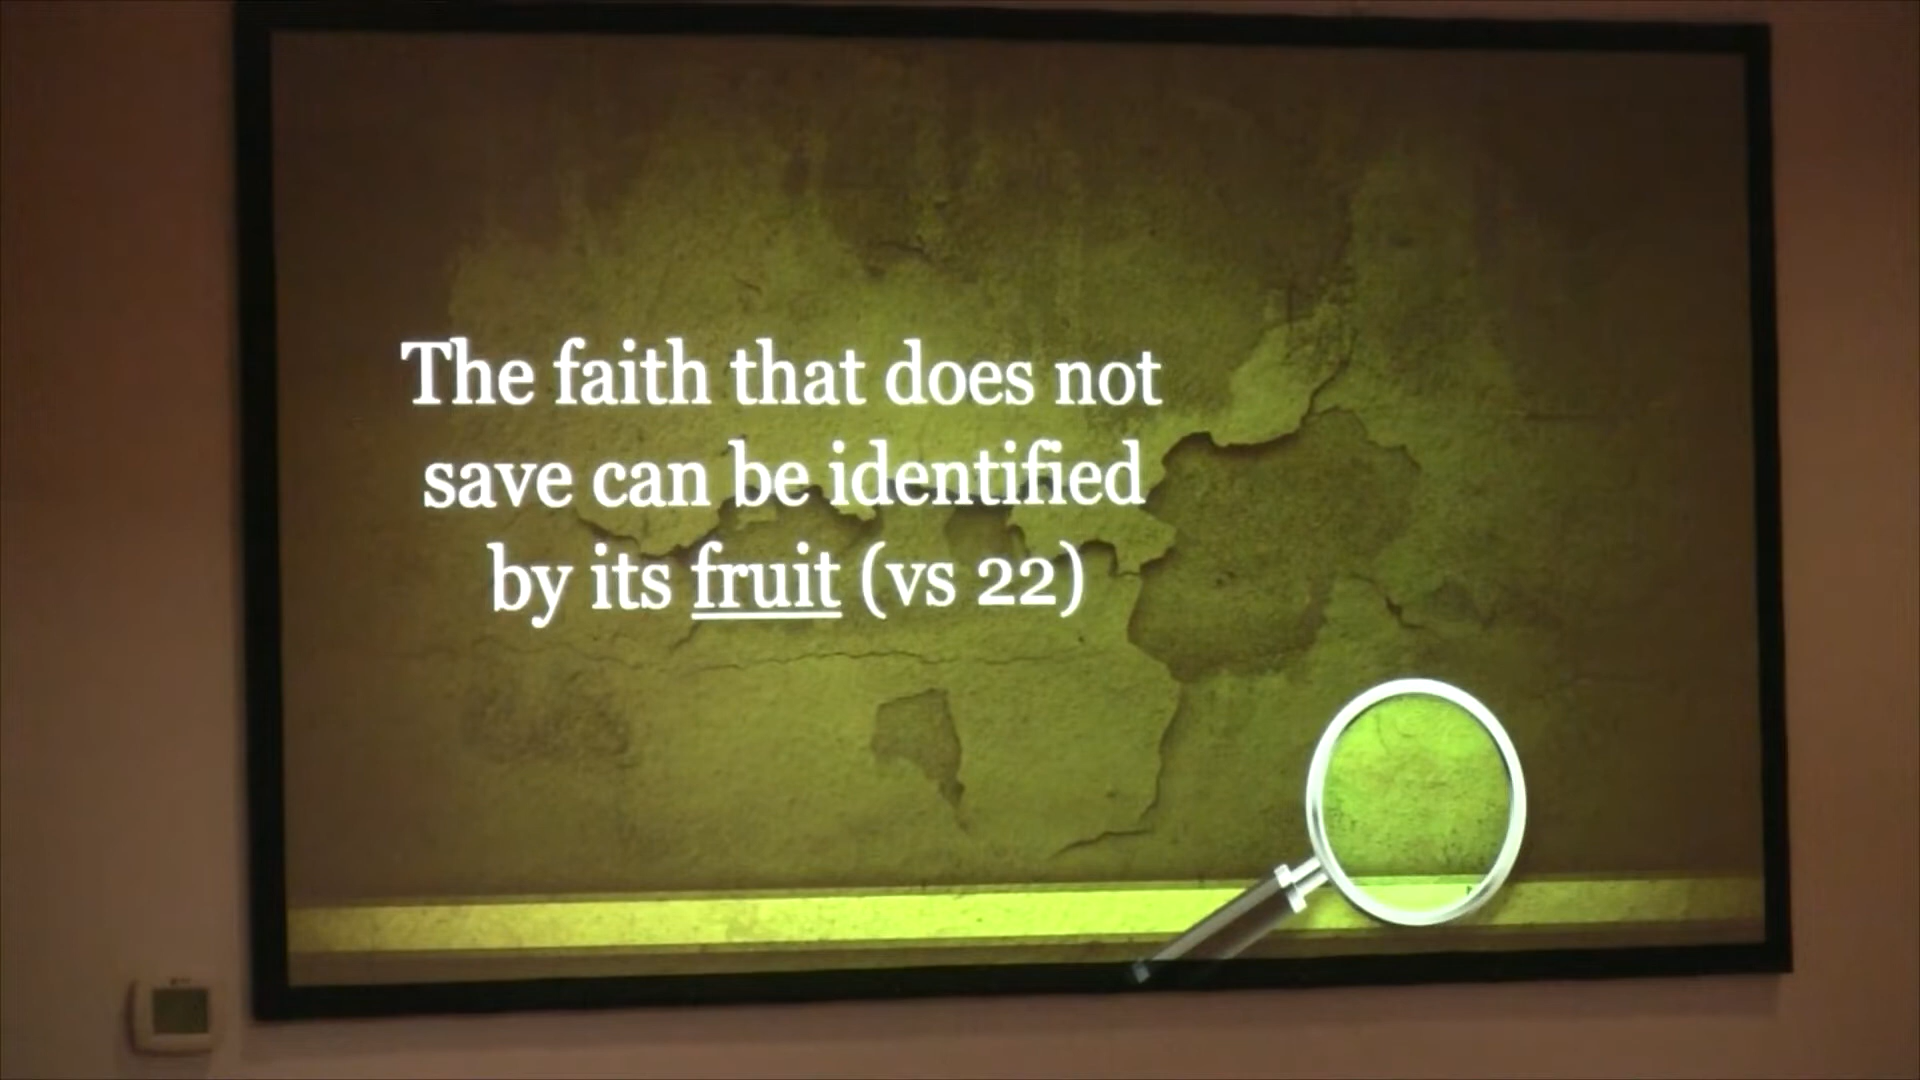 The faith that does not
save can be identified
by its fruit (vs 22)